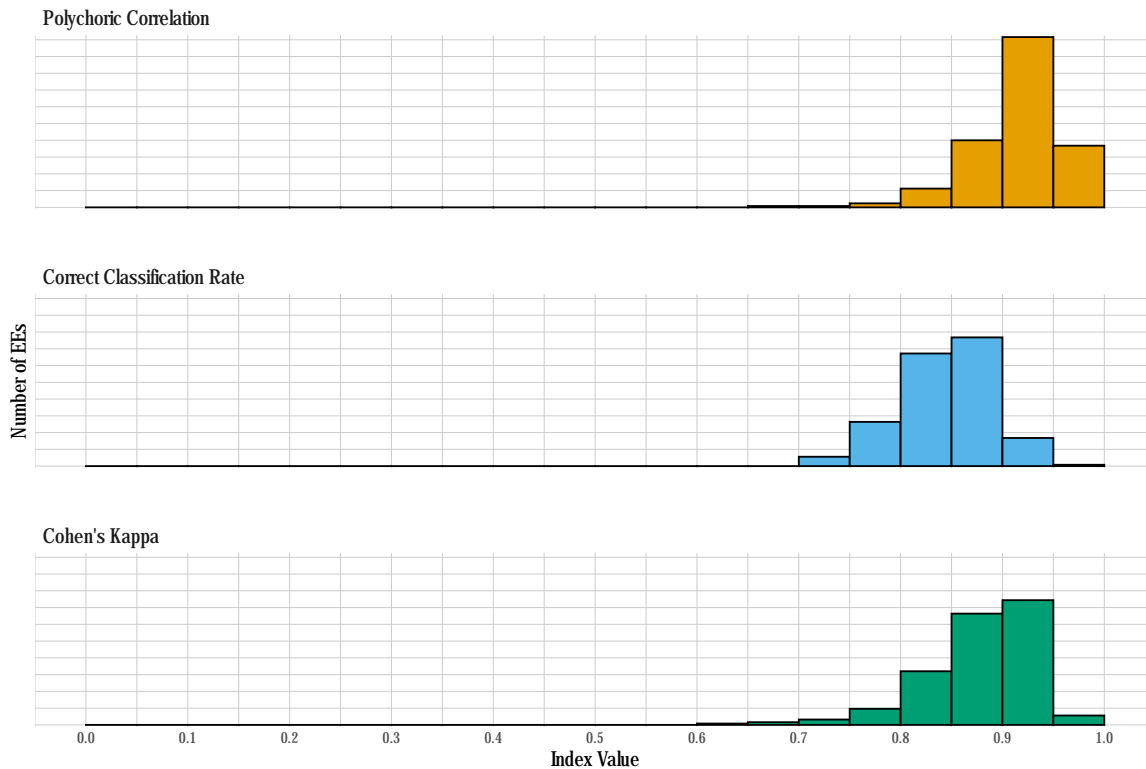 Polychoric Correlation
Correct Classification Rate
Number of EEs
Cohen's Kappa
0.0 0.1 0.2 0.3 0.4 0.5 0.6 0.7 0.8 0.9 1.0
Index Value